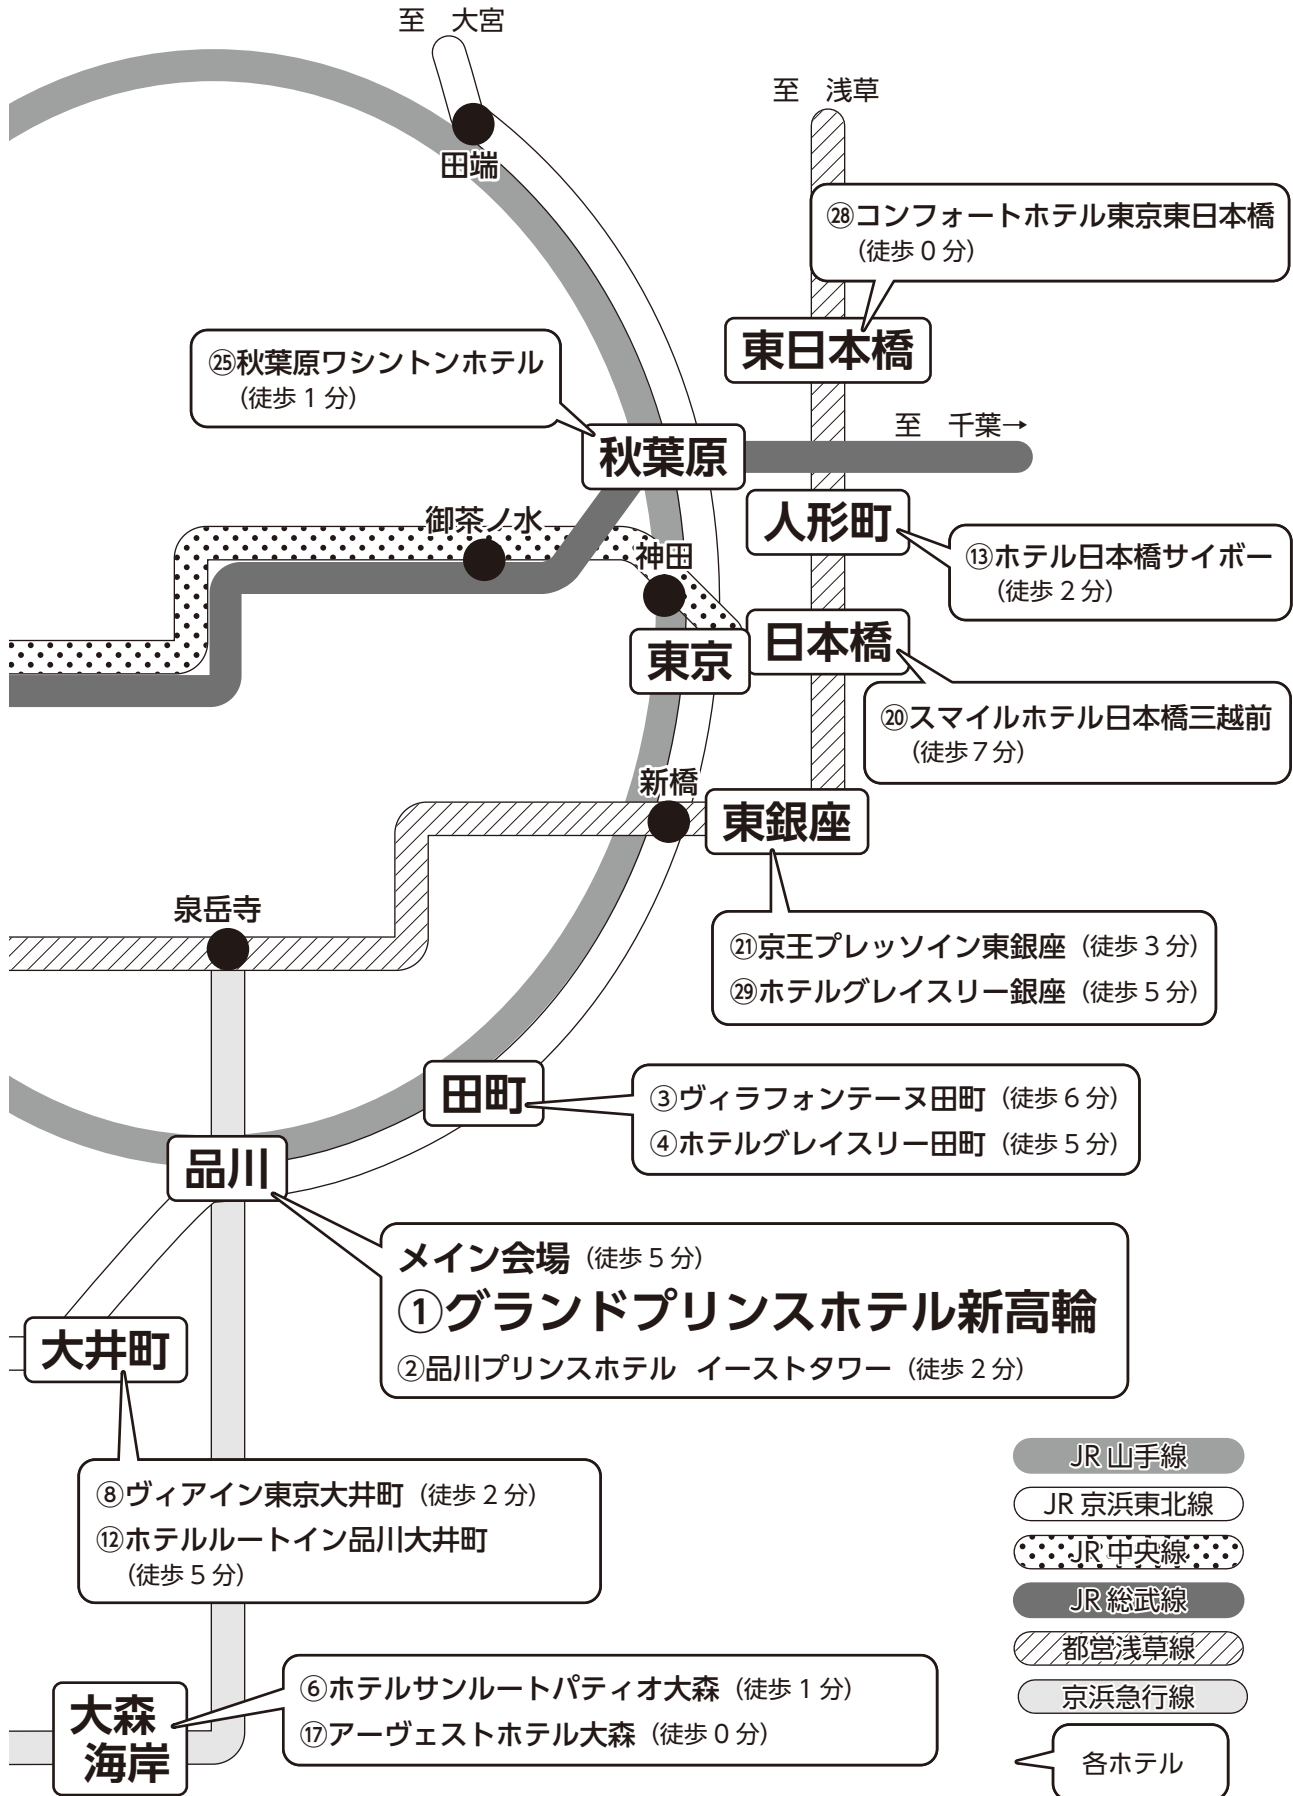 至　大宮
至　浅草
田端
㉘コンフォートホテル東京東日本橋
（徒歩 0 分）
東日本橋
㉕秋葉原ワシントンホテル
（徒歩 1 分）
至　千葉→
秋葉原
人形町
御茶ノ水
神田
⑬ホテル日本橋サイボー
（徒歩 2 分）
日本橋
東京
⑳スマイルホテル日本橋三越前
（徒歩 7 分）
新橋
東銀座
泉岳寺
㉑京王プレッソイン東銀座（徒歩 3 分）
㉙ホテルグレイスリー銀座（徒歩 5 分）
田町
③ヴィラフォンテーヌ田町（徒歩 6 分）
④ホテルグレイスリー田町（徒歩 5 分）
品川
メイン会場（徒歩 5 分）
①グランドプリンスホテル新高輪
②品川プリンスホテル イーストタワー（徒歩 2 分）
大井町
⑧ヴィアイン東京大井町（徒歩 2 分）
⑫ホテルルートイン品川大井町
（徒歩 5 分）
大森
海岸
⑥ホテルサンルートパティオ大森（徒歩 1 分）
⑰アーヴェストホテル大森（徒歩 0 分）
JR 山手線
JR 京浜東北線
JR 中央線
JR 総武線
都営浅草線
京浜急行線
各ホテル